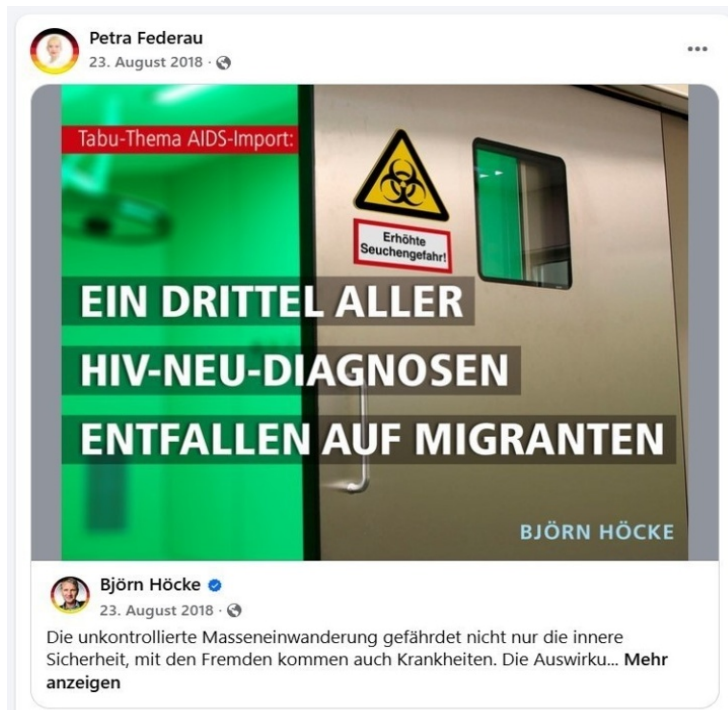 Petra Federau
23. August 2018 ·
Tabu-Thema AIDS-Import:
Erhöhte
Seuchengefahr!
EIN DRITTEL ALLER
HIV-NEU-DIAGNOSEN
ENTFALLEN AUF MIGRANTEN
BJÖRN HÖCKE
Björn Höcke
23. August 2018 ·
Die unkontrollierte Masseneinwanderung gefährdet nicht nur die innere
Sicherheit, mit den Fremden kommen auch Krankheiten. Die Auswirku... Mehr
anzeigen